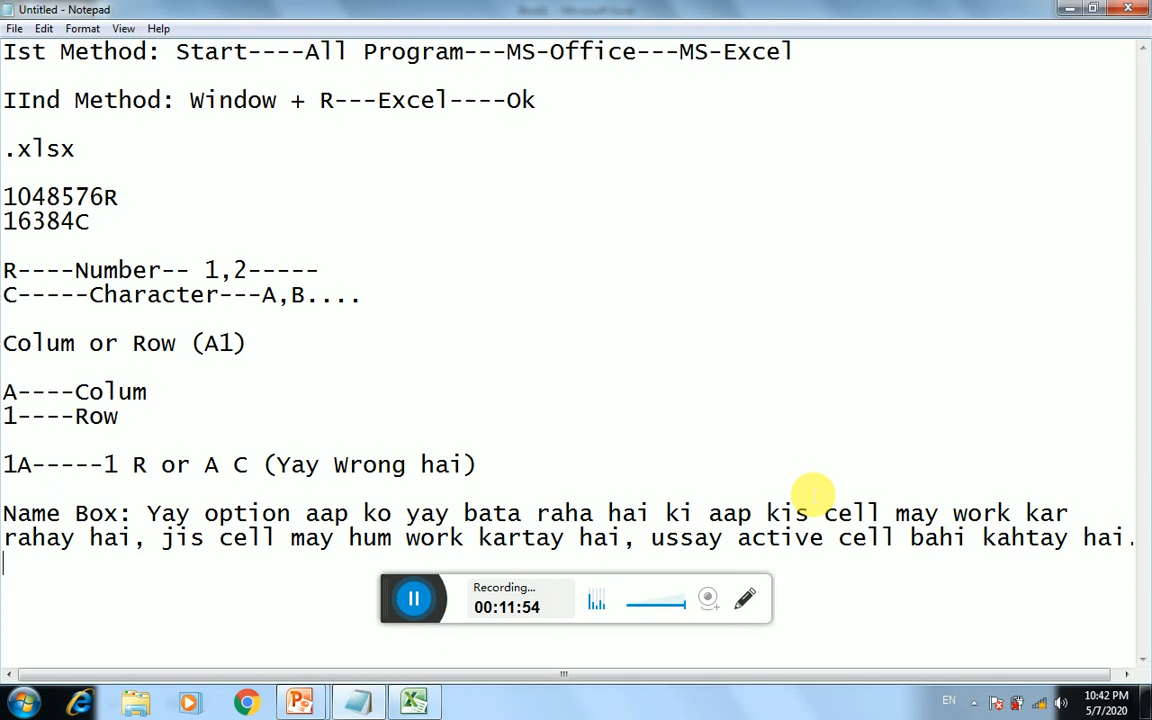 Untitled - Notepad
File Edit Format View Help
Ist Method: Start----All Program---MS-Office---MS-Excel
IInd Method: Window + R---Excel----Ok
.xlsx
1048576R
16384C
R----Number-- 1,2-----
C-----Character---A,B....
Colum or Row (A1)
A----Colum
1----Row
1A-----1 R or A C (Yay Wrong hai)
Name Box: Yay option aap ko yay bata raha hai ki aap kis cell may work kar
rahay hai, jis cell may hum work kartay hai, ussay active cell bahi kahtay hai.
Recording...
00:11:54
EN
10:42 PM
5/7/2020